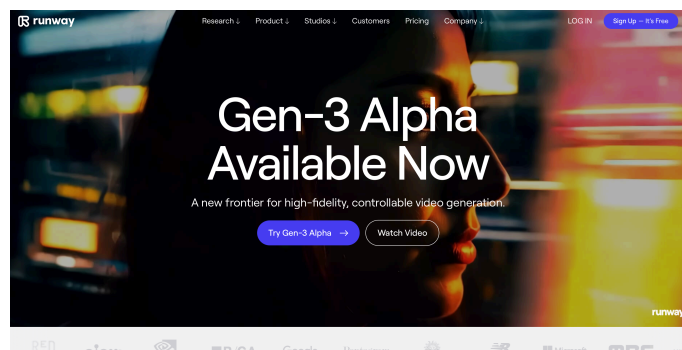 runway
Research ↓ Product ↓ Studios ↓ Customers Pricing Company ↓
LOG IN
Sign Up — It's Free
Gen-3 Alpha
Available Now
A new frontier for high-fidelity, controllable video generation.
Try Gen-3 Alpha →
Watch Video
runway